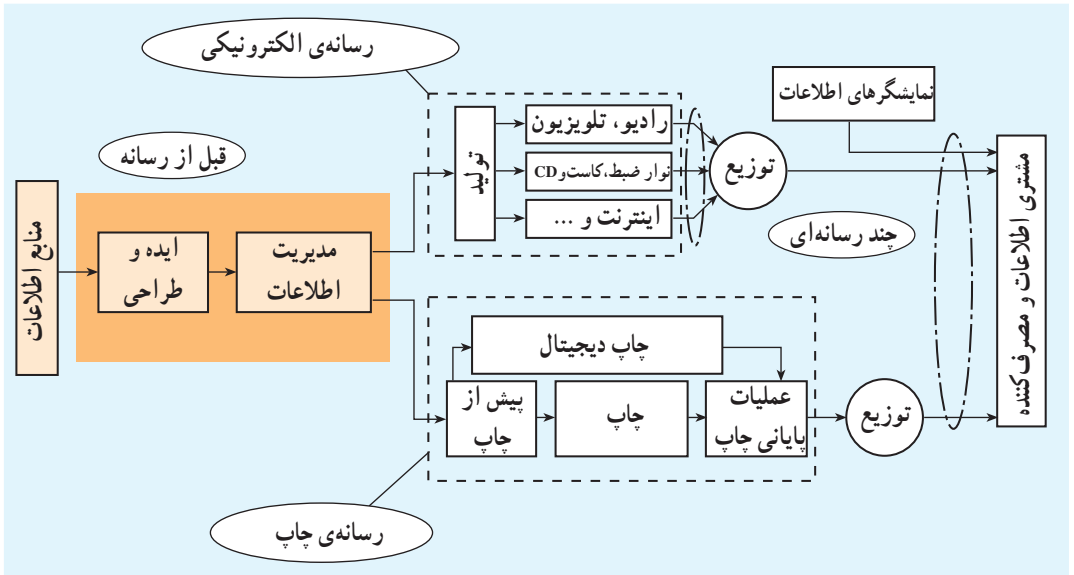 رسانه‌ی الکترونیکی
قبل از رسانه
منابع اطلاعات
ایده و
طراحی
مدیریت
اطلاعات
تولید
رادیو، تلویزیون
نوار ضبط، کاست و CD
اینترنت و ...
توزیع
نمایشگرهای اطلاعات
چند رسانه‌ای
مشتری اطلاعات و مصرف‌کننده
چاپ دیجیتال
پیش از
چاپ
چاپ
عملیات
پایانی چاپ
توزیع
رسانه‌ی چاپ